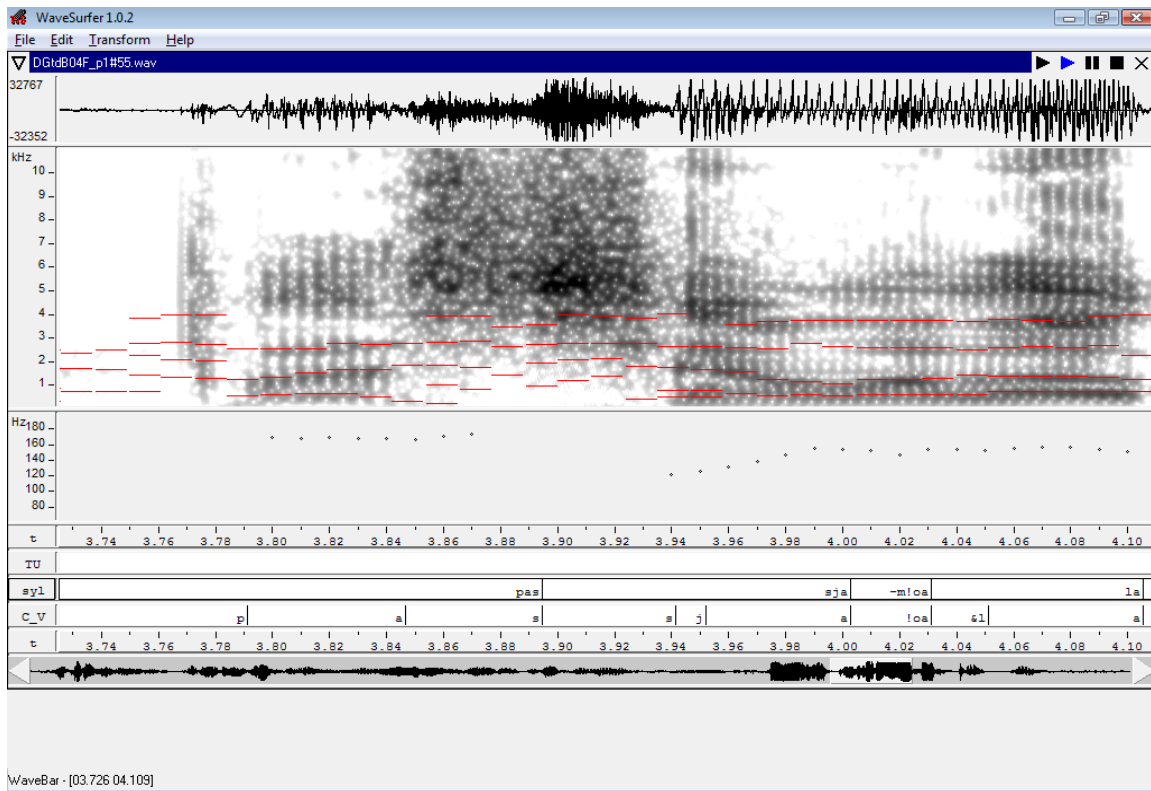 WaveSurfer 1.0.2
File Edit Transform Help
DGtdB04F_p1#55.wav
32767
-32352
kHz
10
9
8
7
6
5
4
3
2
1
Hz
180
160
140
120
100
80
t 3.74 3.76 3.78 3.80 3.82 3.84 3.86 3.88 3.90 3.92 3.94 3.96 3.98 4.00 4.02 4.04 4.06 4.08 4.10
TU
syl pas sja -m!oa la
C_V p a s s j a !oa &l a
t 3.74 3.76 3.78 3.80 3.82 3.84 3.86 3.88 3.90 3.92 3.94 3.96 3.98 4.00 4.02 4.04 4.06 4.08 4.10
WaveBar - [03.726 04.109]